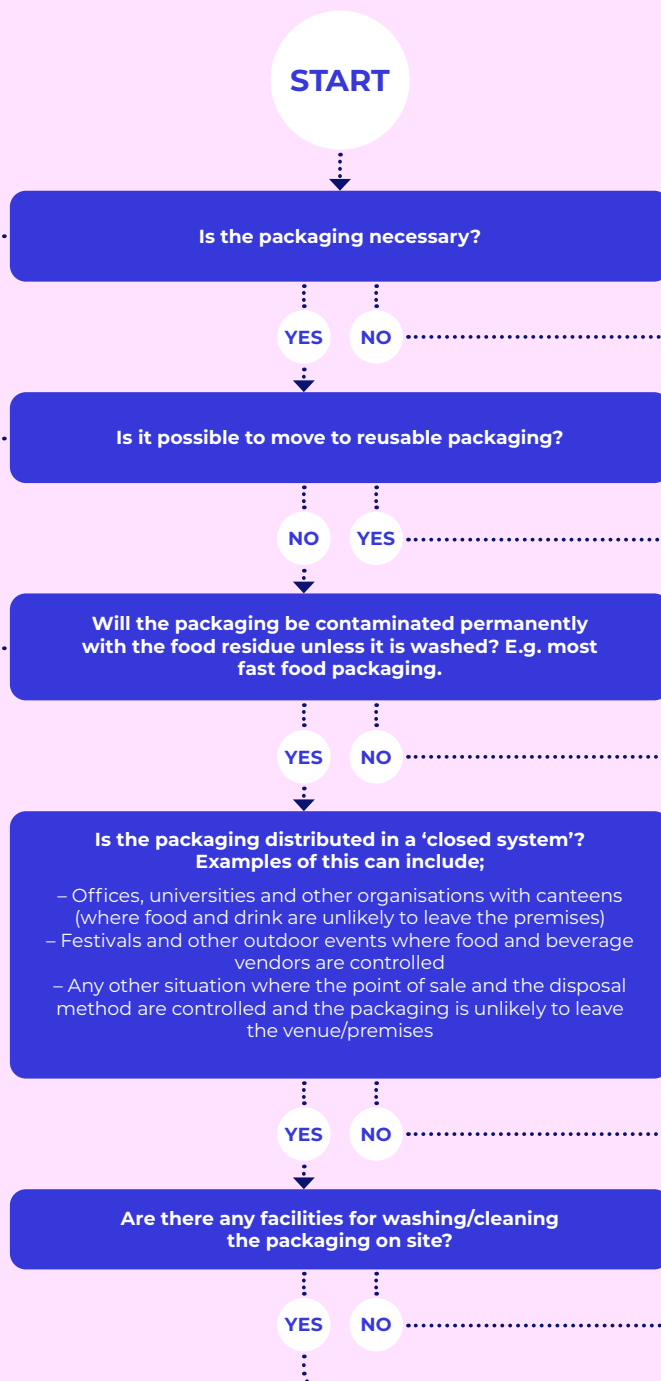 START
Is the packaging necessary?
YES NO
Is it possible to move to reusable packaging?
NO YES
Will the packaging be contaminated permanently
with the food residue unless it is washed? E.g. most
fast food packaging.
YES NO
Is the packaging distributed in a ‘closed system’?
Examples of this can include;
– Offices, universities and other organisations with canteens
(where food and drink are unlikely to leave the premises)
– Festivals and other outdoor events where food and beverage
vendors are controlled
– Any other situation where the point of sale and the disposal
method are controlled and the packaging is unlikely to leave
the venue/premises
YES NO
Are there any facilities for washing/cleaning
the packaging on site?
YES NO